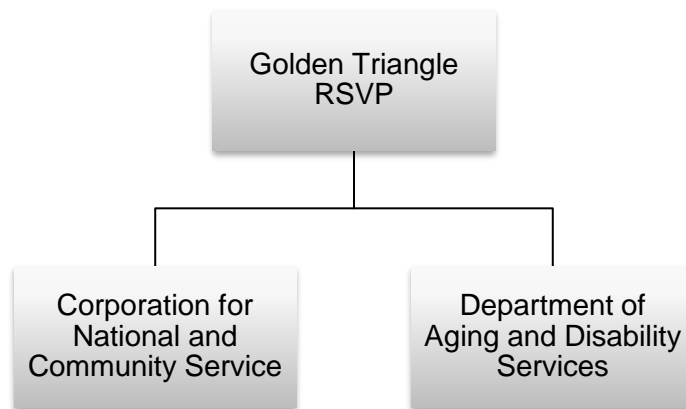 Golden Triangle
RSVP
Corporation for
National and
Community Service
Department of
Aging and Disability
Services